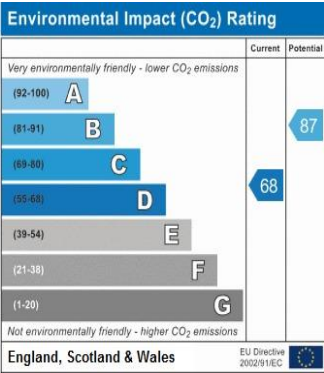 Environmental Impact (CO₂) Rating
Current Potential
Very environmentally friendly - lower CO₂ emissions
(92-100) A
(81-91) B 87
(69-80) C
(55-68) D 68
(39-54) E
(21-38) F
(1-20) G
Not environmentally friendly - higher CO₂ emissions
England, Scotland & Wales
EU Directive
2002/91/EC